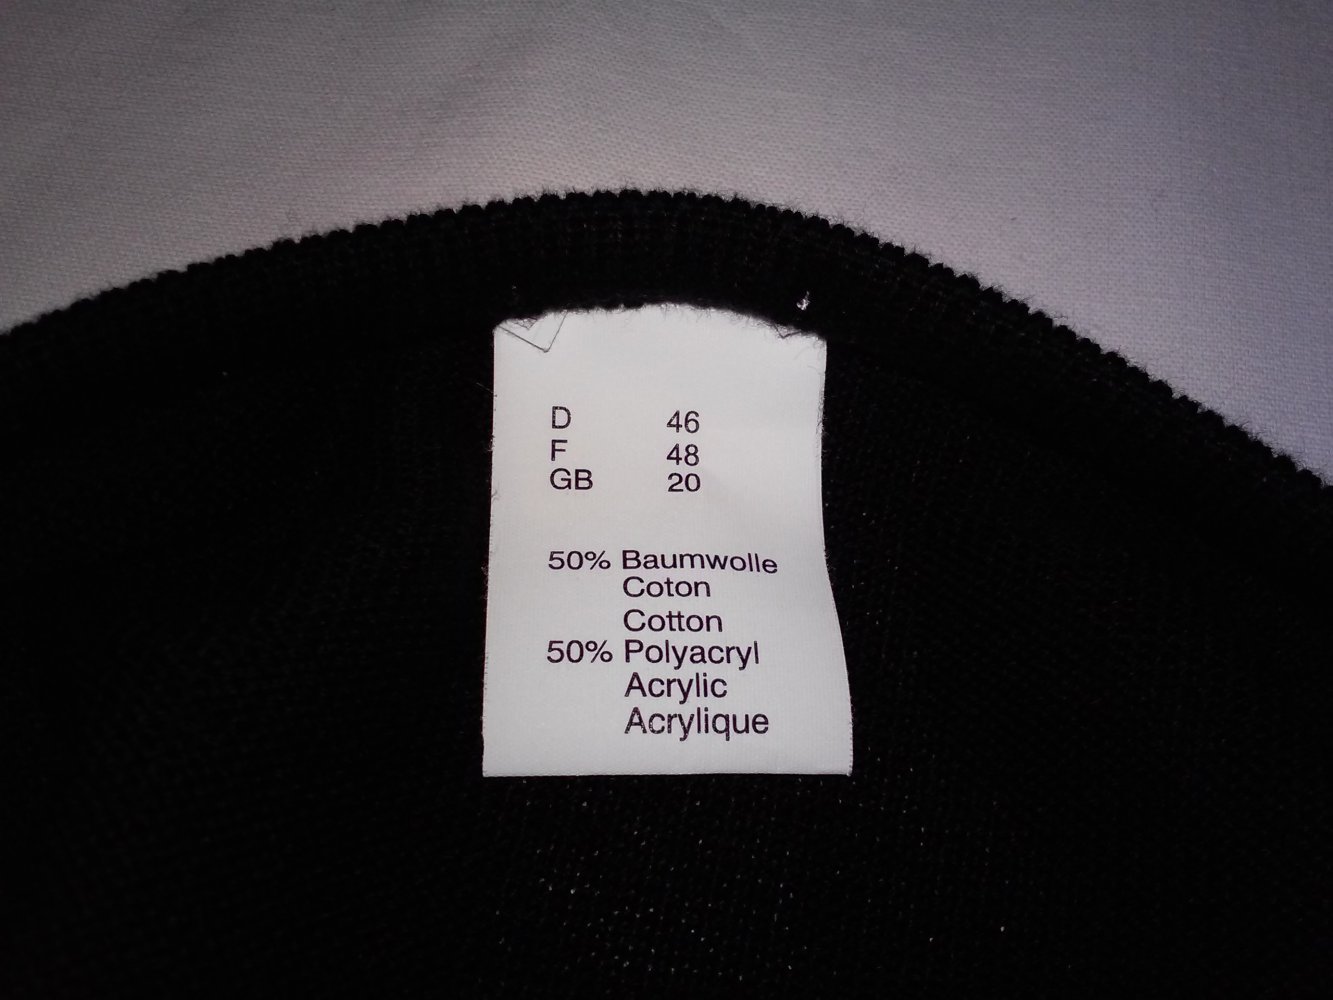 D 46
F 48
GB 20
50% Baumwolle
Coton
Cotton
50% Polyacryl
Acrylic
Acrylique